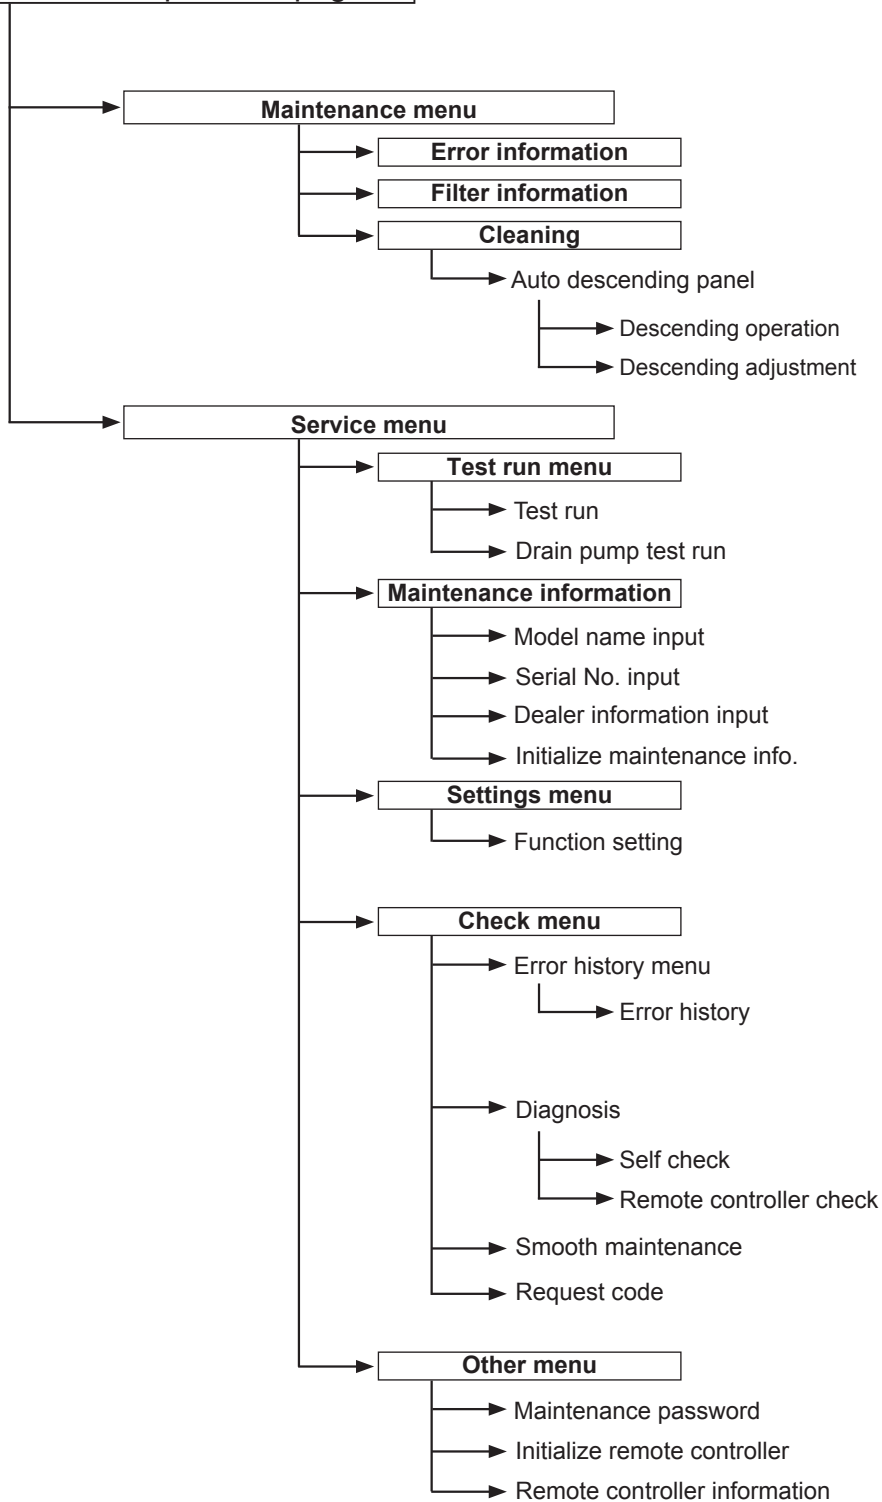 Maintenance menu
Error information
Filter information
Cleaning
Auto descending panel
Descending operation
Descending adjustment
Service menu
Test run menu
Test run
Drain pump test run
Maintenance information
Model name input
Serial No. input
Dealer information input
Initialize maintenance info.
Settings menu
Function setting
Check menu
Error history menu
Error history
Diagnosis
Self check
Remote controller check
Smooth maintenance
Request code
Other menu
Maintenance password
Initialize remote controller
Remote controller information